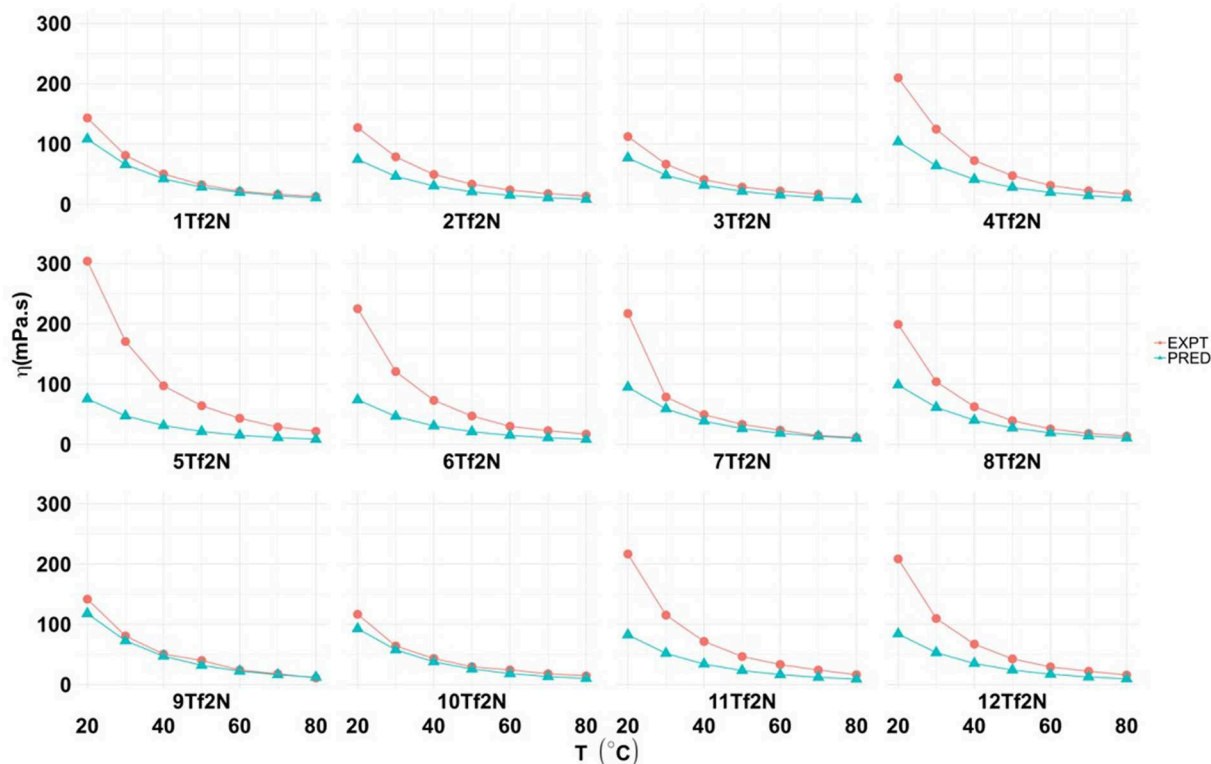 300
200
100
0
1Tf2N 2Tf2N 3Tf2N 4Tf2N
η(mPa.s)
300
200
100
0
5Tf2N 6Tf2N 7Tf2N 8Tf2N
EXPT
PRED
300
200
100
0
9Tf2N 10Tf2N 11Tf2N 12Tf2N
20 40 60 80 20 40 60 80 20 40 60 80 20 40 60 80
T (°C)